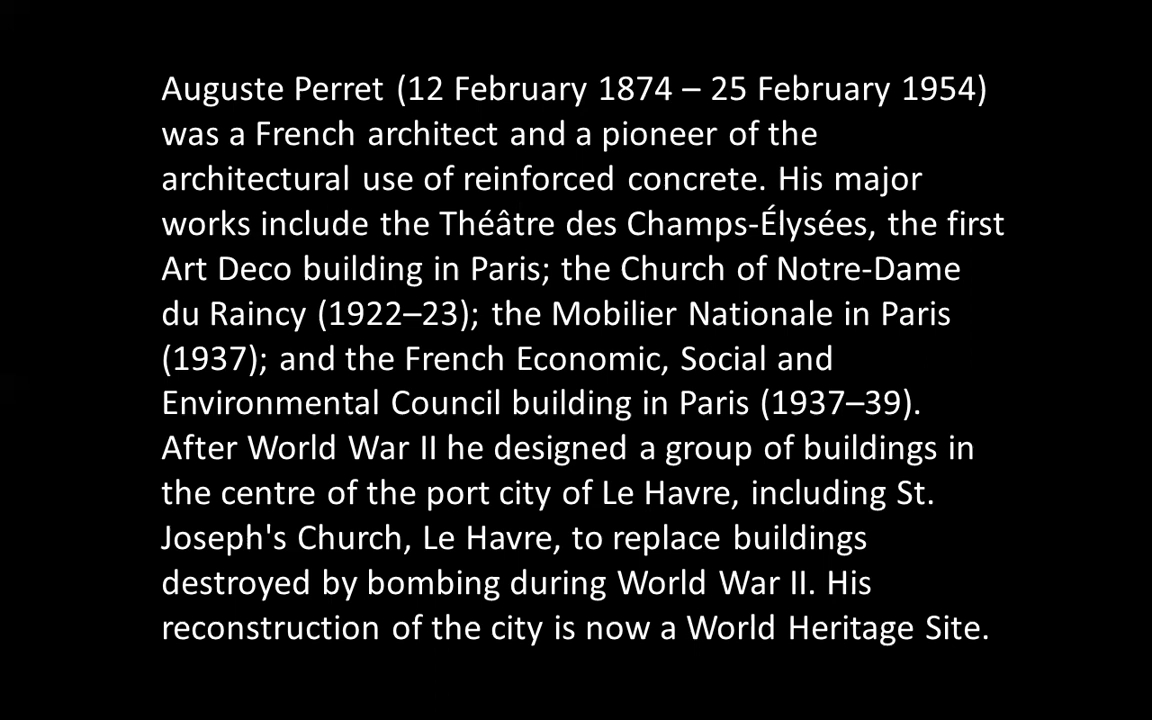 Auguste Perret (12 February 1874 – 25 February 1954)
was a French architect and a pioneer of the
architectural use of reinforced concrete. His major
works include the Théâtre des Champs-Élysées, the first
Art Deco building in Paris; the Church of Notre-Dame
du Raincy (1922–23); the Mobilier Nationale in Paris
(1937); and the French Economic, Social and
Environmental Council building in Paris (1937–39).
After World War II he designed a group of buildings in
the centre of the port city of Le Havre, including St.
Joseph's Church, Le Havre, to replace buildings
destroyed by bombing during World War II. His
reconstruction of the city is now a World Heritage Site.